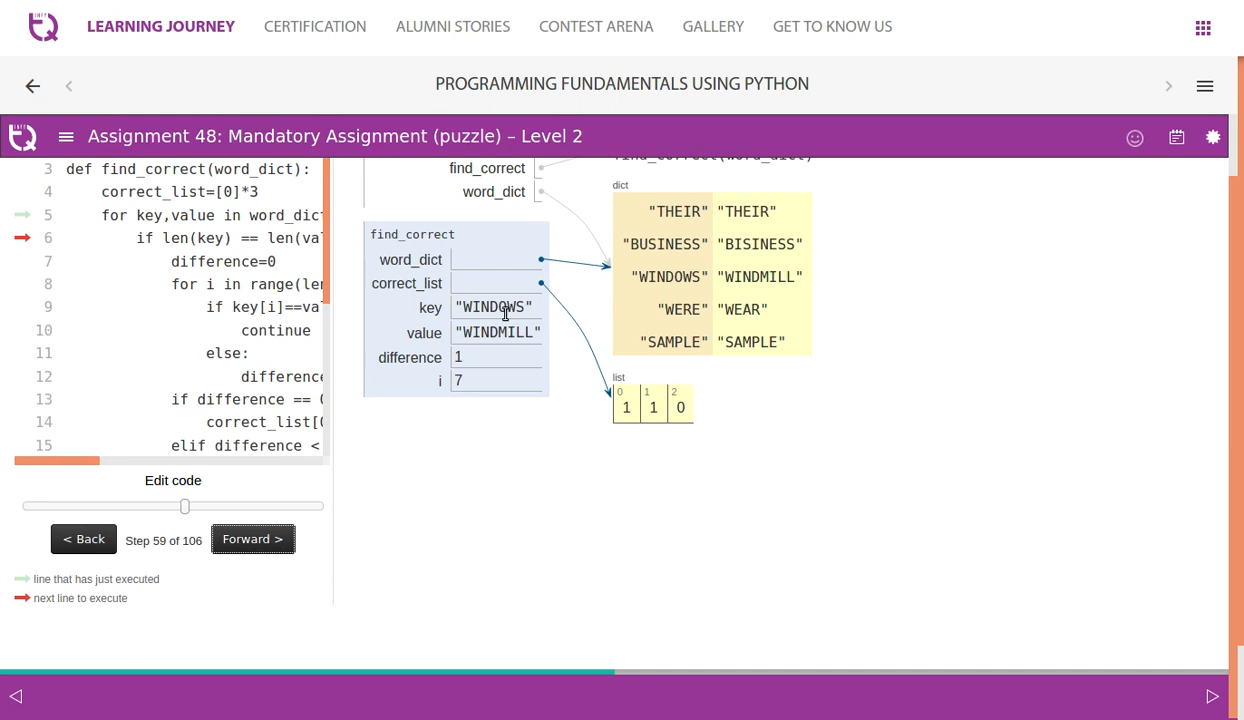 LEARNING JOURNEY CERTIFICATION ALUMNI STORIES CONTEST ARENA GALLERY GET TO KNOW US
PROGRAMMING FUNDAMENTALS USING PYTHON
Assignment 48: Mandatory Assignment (puzzle) – Level 2
3 def find_correct(word_dict):
4 correct_list=[0]*3
5 for key,value in word_dict
6 if len(key) == len(va
7 difference=0
8 for i in range(len
9 if key[i]==va
10 continue
11 else:
12 difference
13 if difference == 0
14 correct_list[0
15 elif difference <
Edit code
< Back Step 59 of 106 Forward >
line that has just executed
next line to execute
find_correct
word_dict
find_correct(word_dict)
find_correct
word_dict
correct_list
key "WINDOWS"
value "WINDMILL"
difference 1
i 7
dict
"THEIR" "THEIR"
"BUSINESS" "BISINESS"
"WINDOWS" "WINDMILL"
"WERE" "WEAR"
"SAMPLE" "SAMPLE"
list
0 1 2
1 1 0